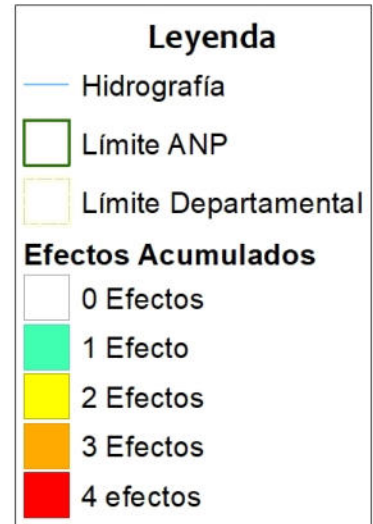 Leyenda
Hidrografía
Límite ANP
Límite Departamental
Efectos Acumulados
0 Efectos
1 Efecto
2 Efectos
3 Efectos
4 efectos